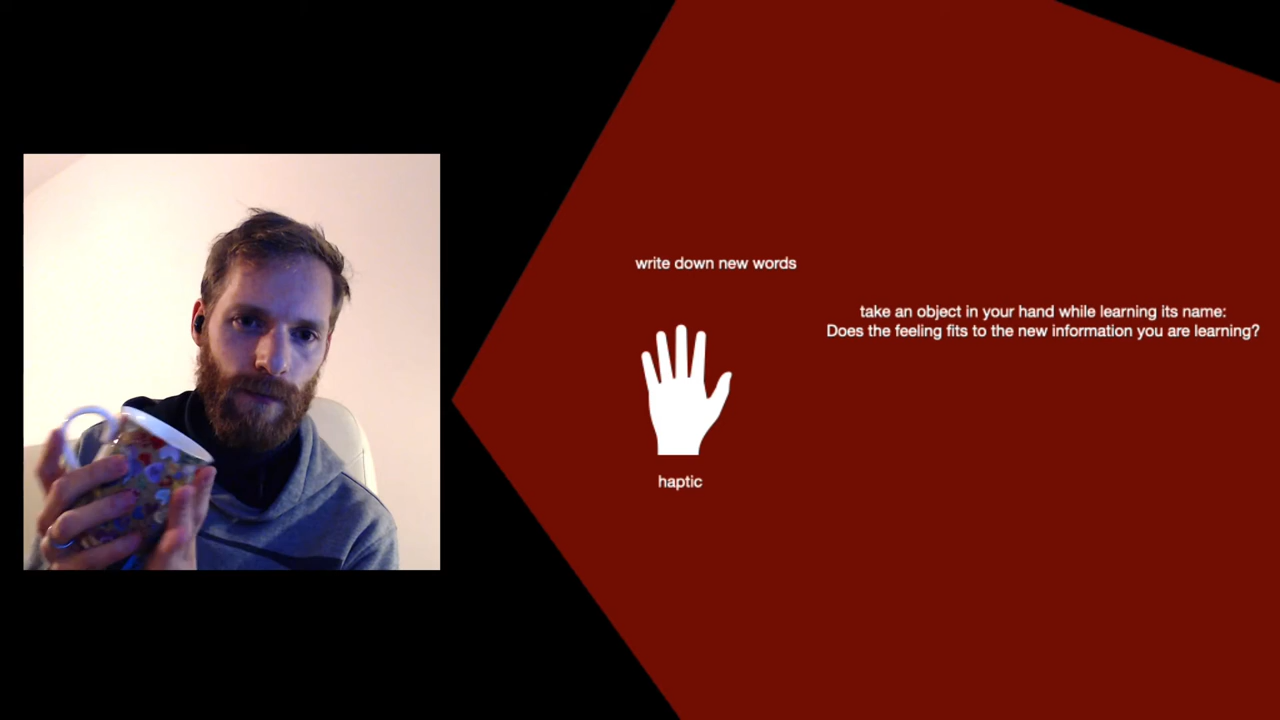 write down new words
take an object in your hand while learning its name:
Does the feeling fits to the new information you are learning?
haptic